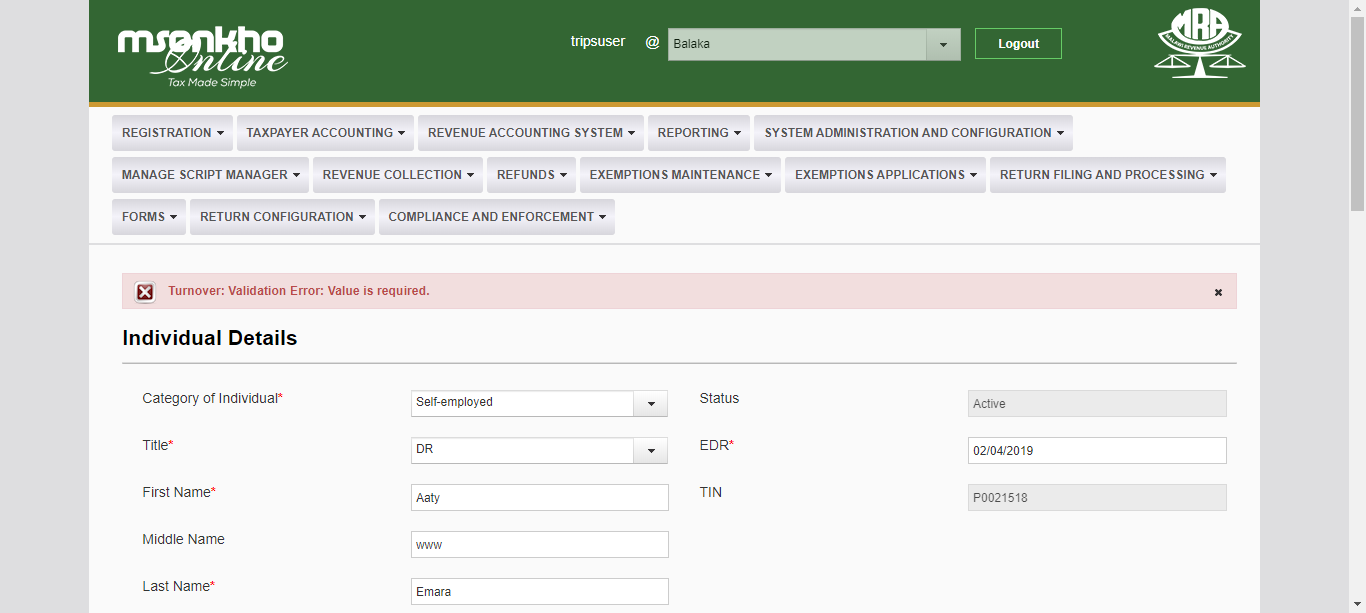 msonkho
Online
Tax Made Simple
tripsuser @ Balaka Logout
MRA
MALAWI REVENUE AUTHORITY
REGISTRATION TAXPAYER ACCOUNTING REVENUE ACCOUNTING SYSTEM REPORTING SYSTEM ADMINISTRATION AND CONFIGURATION
MANAGE SCRIPT MANAGER REVENUE COLLECTION REFUNDS EXEMPTIONS MAINTENANCE EXEMPTIONS APPLICATIONS RETURN FILING AND PROCESSING
FORMS RETURN CONFIGURATION COMPLIANCE AND ENFORCEMENT
Turnover: Validation Error: Value is required.
Individual Details
Category of Individual* Self-employed Status Active
Title* DR EDR* 02/04/2019
First Name* Aaty TIN P0021518
Middle Name www
Last Name* Emara